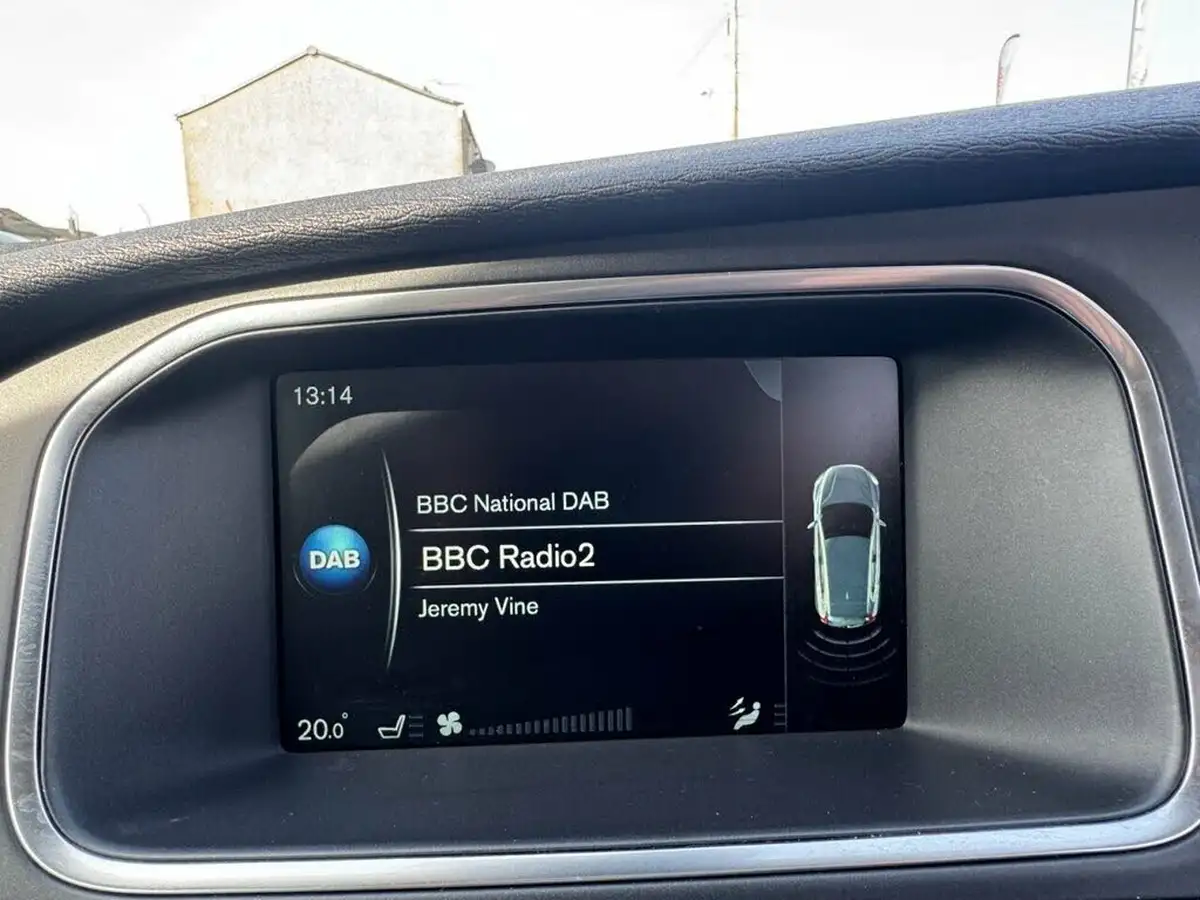 13:14
BBC National DAB
DAB
BBC Radio2
Jeremy Vine
20.0°